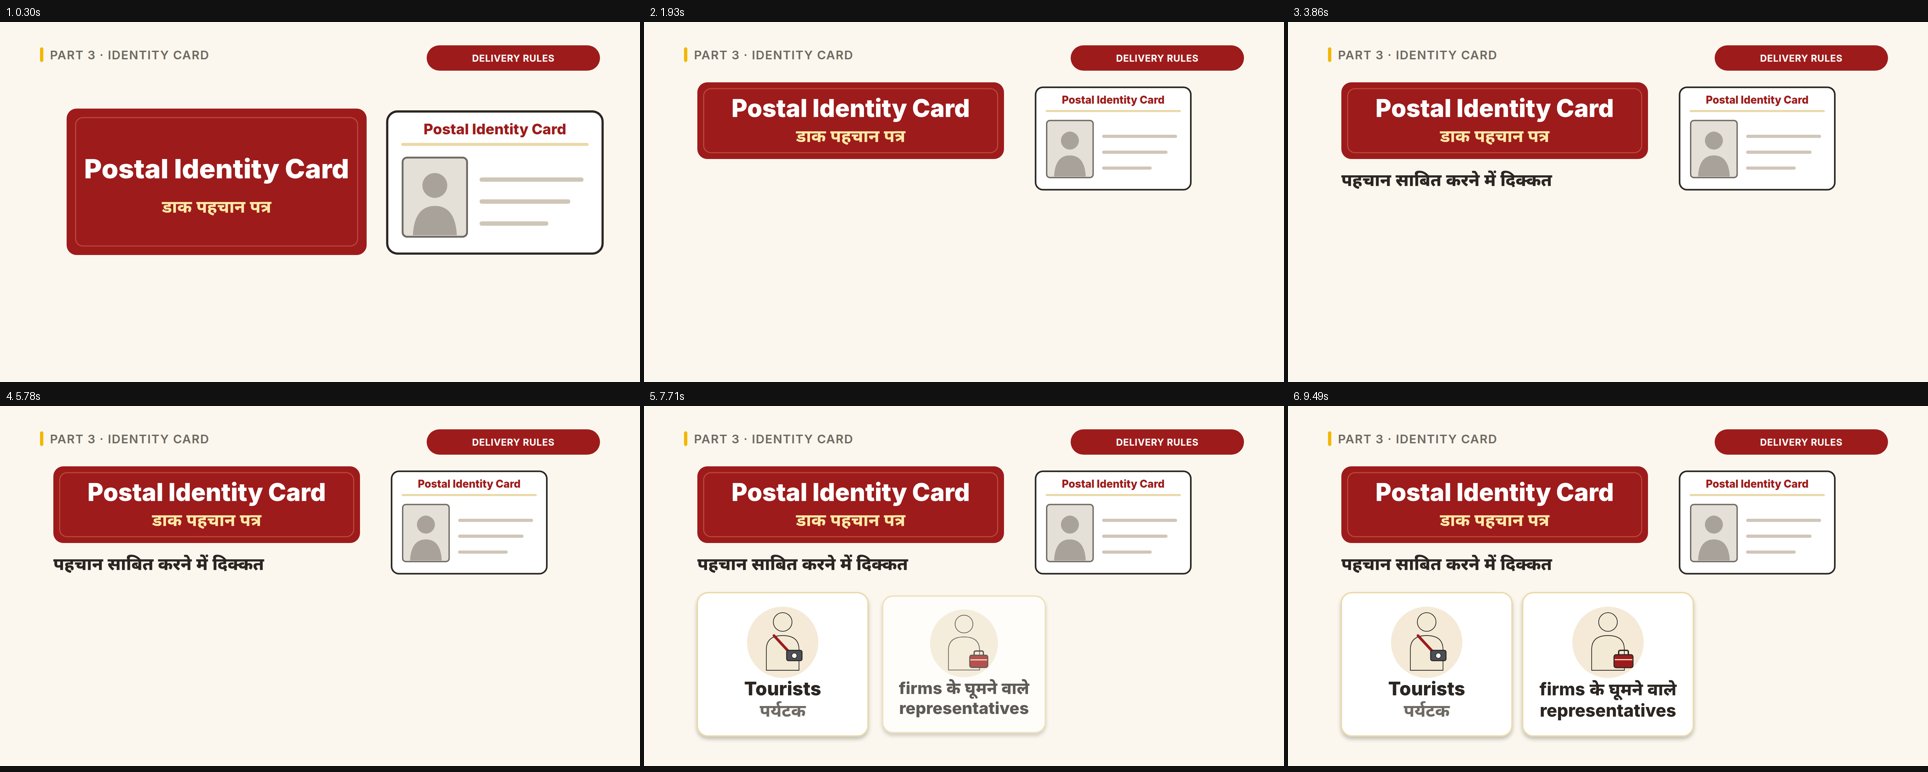 1. 0.30s
PART 3 · IDENTITY CARD
DELIVERY RULES
Postal Identity Card
डाक पहचान पत्र
Postal Identity Card
2. 1.93s
PART 3 · IDENTITY CARD
DELIVERY RULES
Postal Identity Card
डाक पहचान पत्र
Postal Identity Card
3. 3.86s
PART 3 · IDENTITY CARD
DELIVERY RULES
Postal Identity Card
डाक पहचान पत्र
Postal Identity Card
पहचान साबित करने में दिक्कत
4. 5.78s
PART 3 · IDENTITY CARD
DELIVERY RULES
Postal Identity Card
डाक पहचान पत्र
Postal Identity Card
पहचान साबित करने में दिक्कत
5. 7.71s
PART 3 · IDENTITY CARD
DELIVERY RULES
Postal Identity Card
डाक पहचान पत्र
Postal Identity Card
पहचान साबित करने में दिक्कत
Tourists
पर्यटक
firms के घूमने वाले
representatives
6. 9.49s
PART 3 · IDENTITY CARD
DELIVERY RULES
Postal Identity Card
डाक पहचान पत्र
Postal Identity Card
पहचान साबित करने में दिक्कत
Tourists
पर्यटक
firms के घूमने वाले
representatives